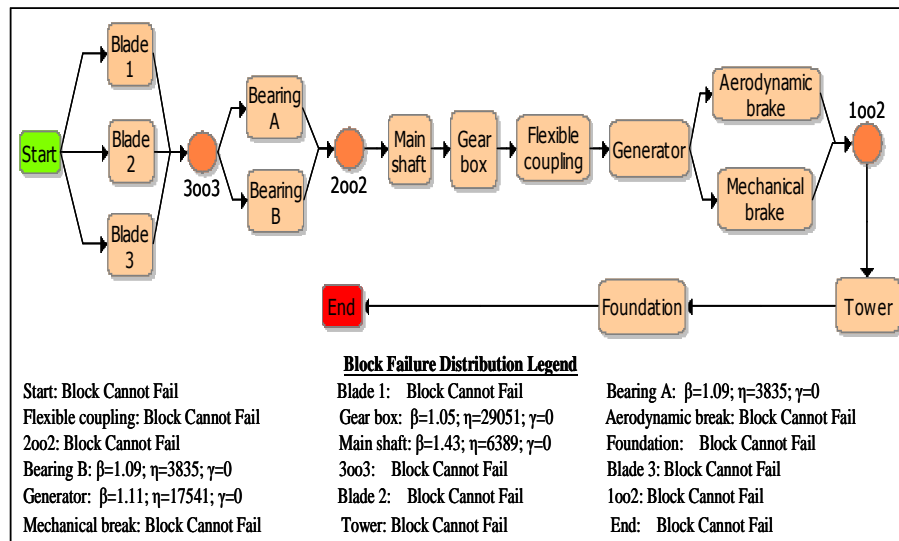 Blade
1
Blade
2
Blade
3
Start
3oo3
Bearing
A
Bearing
B
2oo2
Main
shaft
Gear
box
Flexible
coupling
Generator
Aerodynamic
brake
Mechanical
brake
1oo2
End
Foundation
Tower
Block Failure Distribution Legend
Start: Block Cannot Fail Blade 1: Block Cannot Fail Bearing A: β=1.09; η=3835; γ=0
Flexible coupling: Block Cannot Fail Gear box: β=1.05; η=29051; γ=0 Aerodynamic break: Block Cannot Fail
2oo2: Block Cannot Fail Main shaft: β=1.43; η=6389; γ=0 Foundation: Block Cannot Fail
Bearing B: β=1.09; η=3835; γ=0 3oo3: Block Cannot Fail Blade 3: Block Cannot Fail
Generator: β=1.11; η=17541; γ=0 Blade 2: Block Cannot Fail 1oo2: Block Cannot Fail
Mechanical break: Block Cannot Fail Tower: Block Cannot Fail End: Block Cannot Fail